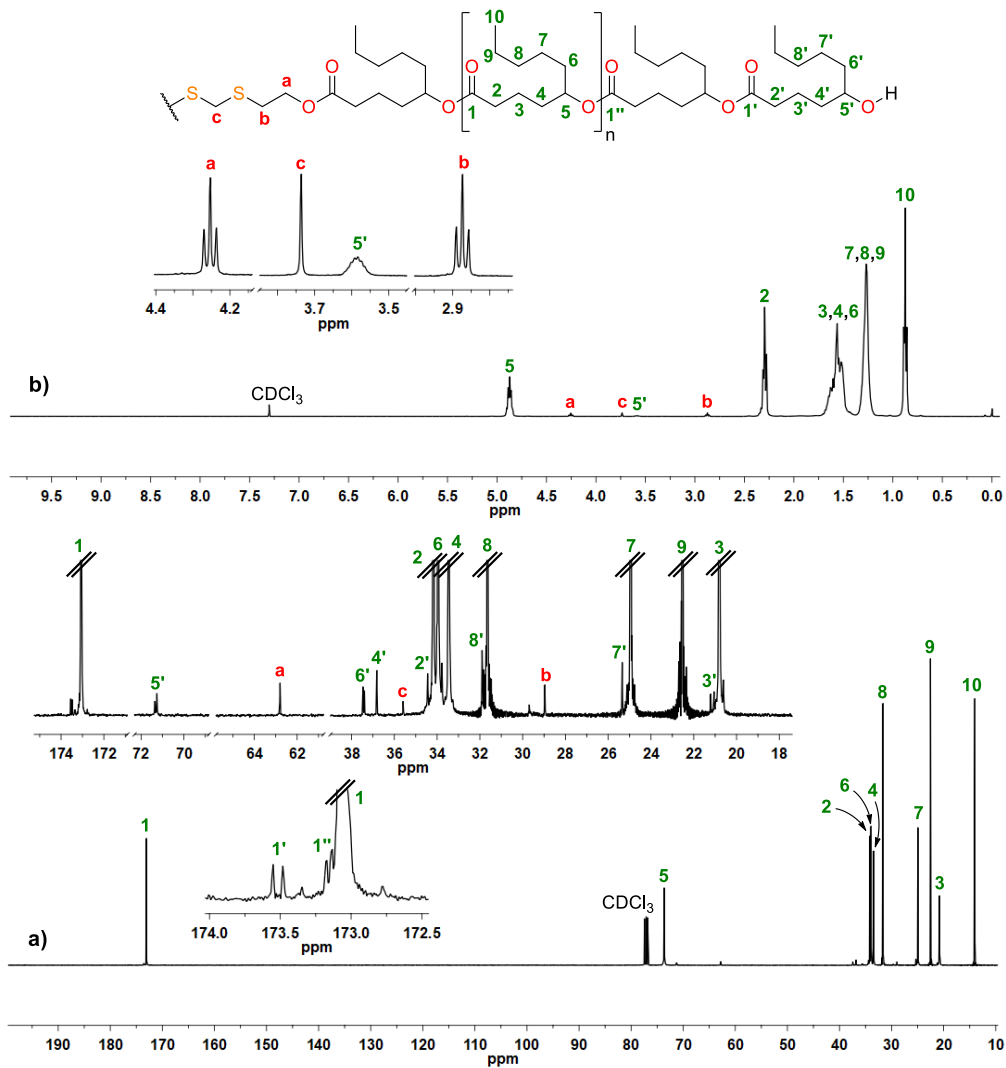 10
9
8
7
6
O O O O
S S a
c b
O 1 2 3 4 5 O 1'' O 1' 2' 3' 4' 5' 6' 7' 8' O H
n
a c 5' b
4.4 4.2 3.7 3.5 2.9
ppm
b)
CDCl3
5 a c 5' b 2 3,4,6 7,8,9 10
9.5 9.0 8.5 8.0 7.5 7.0 6.5 6.0 5.5 5.0 4.5 4.0 3.5 3.0 2.5 2.0 1.5 1.0 0.5 0.0
ppm
1 5' a 6' 4' c 2' 2 6 4 8' 8 b 7' 7 9 3' 3
174 172 72 70 64 62 38 36 34 32 30 28 26 24 22 20 18
ppm
1' 1'' 1
174.0 173.5 173.0 172.5
ppm
a)
1 CDCl3 5 2 6 4 8 7 9 3 10
190 180 170 160 150 140 130 120 110 100 90 80 70 60 50 40 30 20 10
ppm